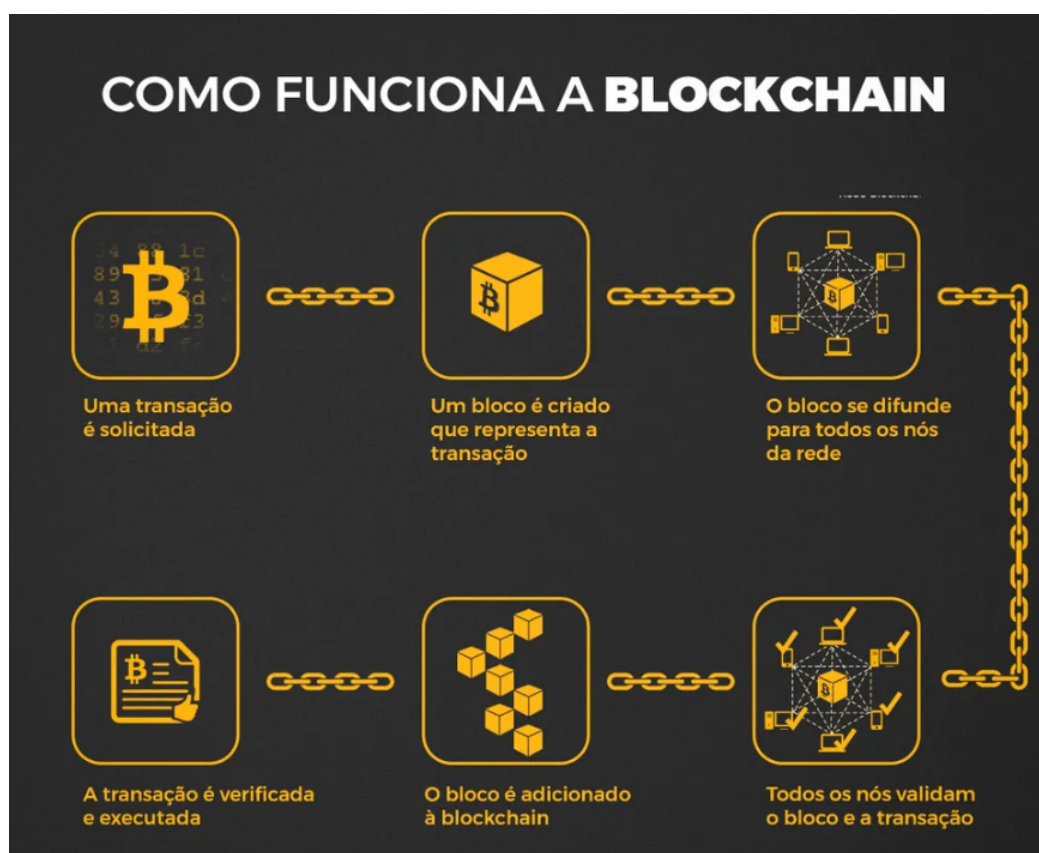 COMO FUNCIONA A BLOCKCHAIN
Uma transação
é solicitada
Um bloco é criado
que representa a
transação
O bloco se difunde
para todos os nós
da rede
A transação é verificada
e executada
O bloco é adicionado
à blockchain
Todos os nós validam
o bloco e a transação